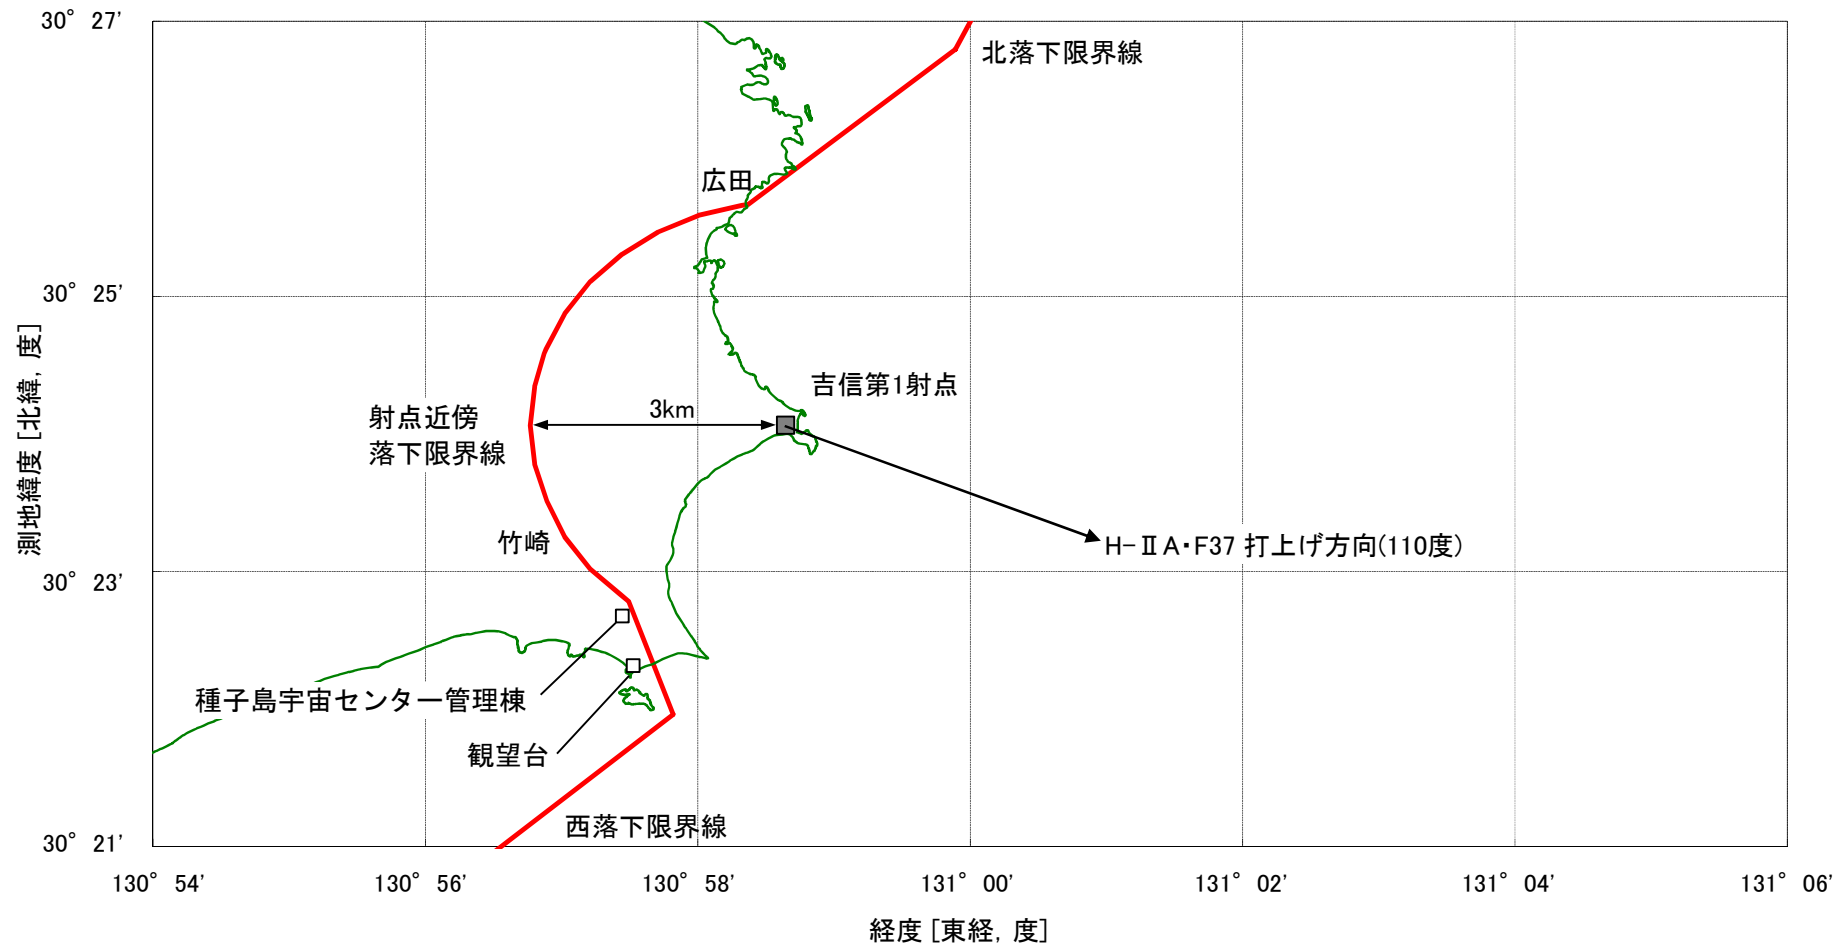 30° 27'
北落下限界線
広田
30° 25'
吉信第1射点
3km
射点近傍
落下限界線
測地緯度 [北緯, 度]
竹崎
H-ⅡA・F37 打上げ方向(110度)
30° 23'
種子島宇宙センター管理棟
観望台
西落下限界線
30° 21'
130° 54'
130° 56'
130° 58'
131° 00'
131° 02'
131° 04'
131° 06'
経度 [東経, 度]